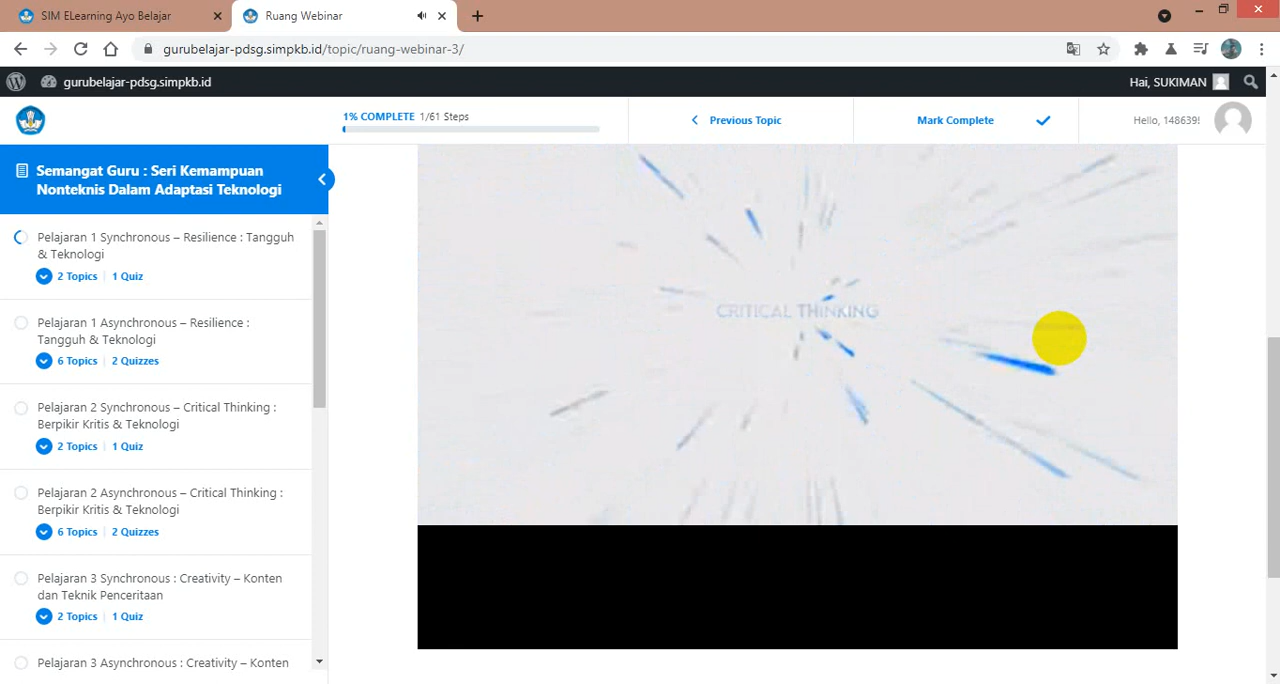 SIM ELearning Ayo Belajar
Ruang Webinar
gurubelajar-pdsg.simpkb.id/topic/ruang-webinar-3/
gurubelajar-pdsg.simpkb.id
Hai, SUKIMAN
1% COMPLETE 1/61 Steps
Previous Topic
Mark Complete
Hello, 148639!
Semangat Guru : Seri Kemampuan
Nonteknis Dalam Adaptasi Teknologi
Pelajaran 1 Synchronous – Resilience : Tangguh
& Teknologi
2 Topics | 1 Quiz
Pelajaran 1 Asynchronous – Resilience :
Tangguh & Teknologi
6 Topics | 2 Quizzes
Pelajaran 2 Synchronous – Critical Thinking :
Berpikir Kritis & Teknologi
2 Topics | 1 Quiz
Pelajaran 2 Asynchronous – Critical Thinking :
Berpikir Kritis & Teknologi
6 Topics | 2 Quizzes
Pelajaran 3 Synchronous : Creativity – Konten
dan Teknik Penceritaan
2 Topics | 1 Quiz
Pelajaran 3 Asynchronous : Creativity – Konten
CRITICAL THINKING